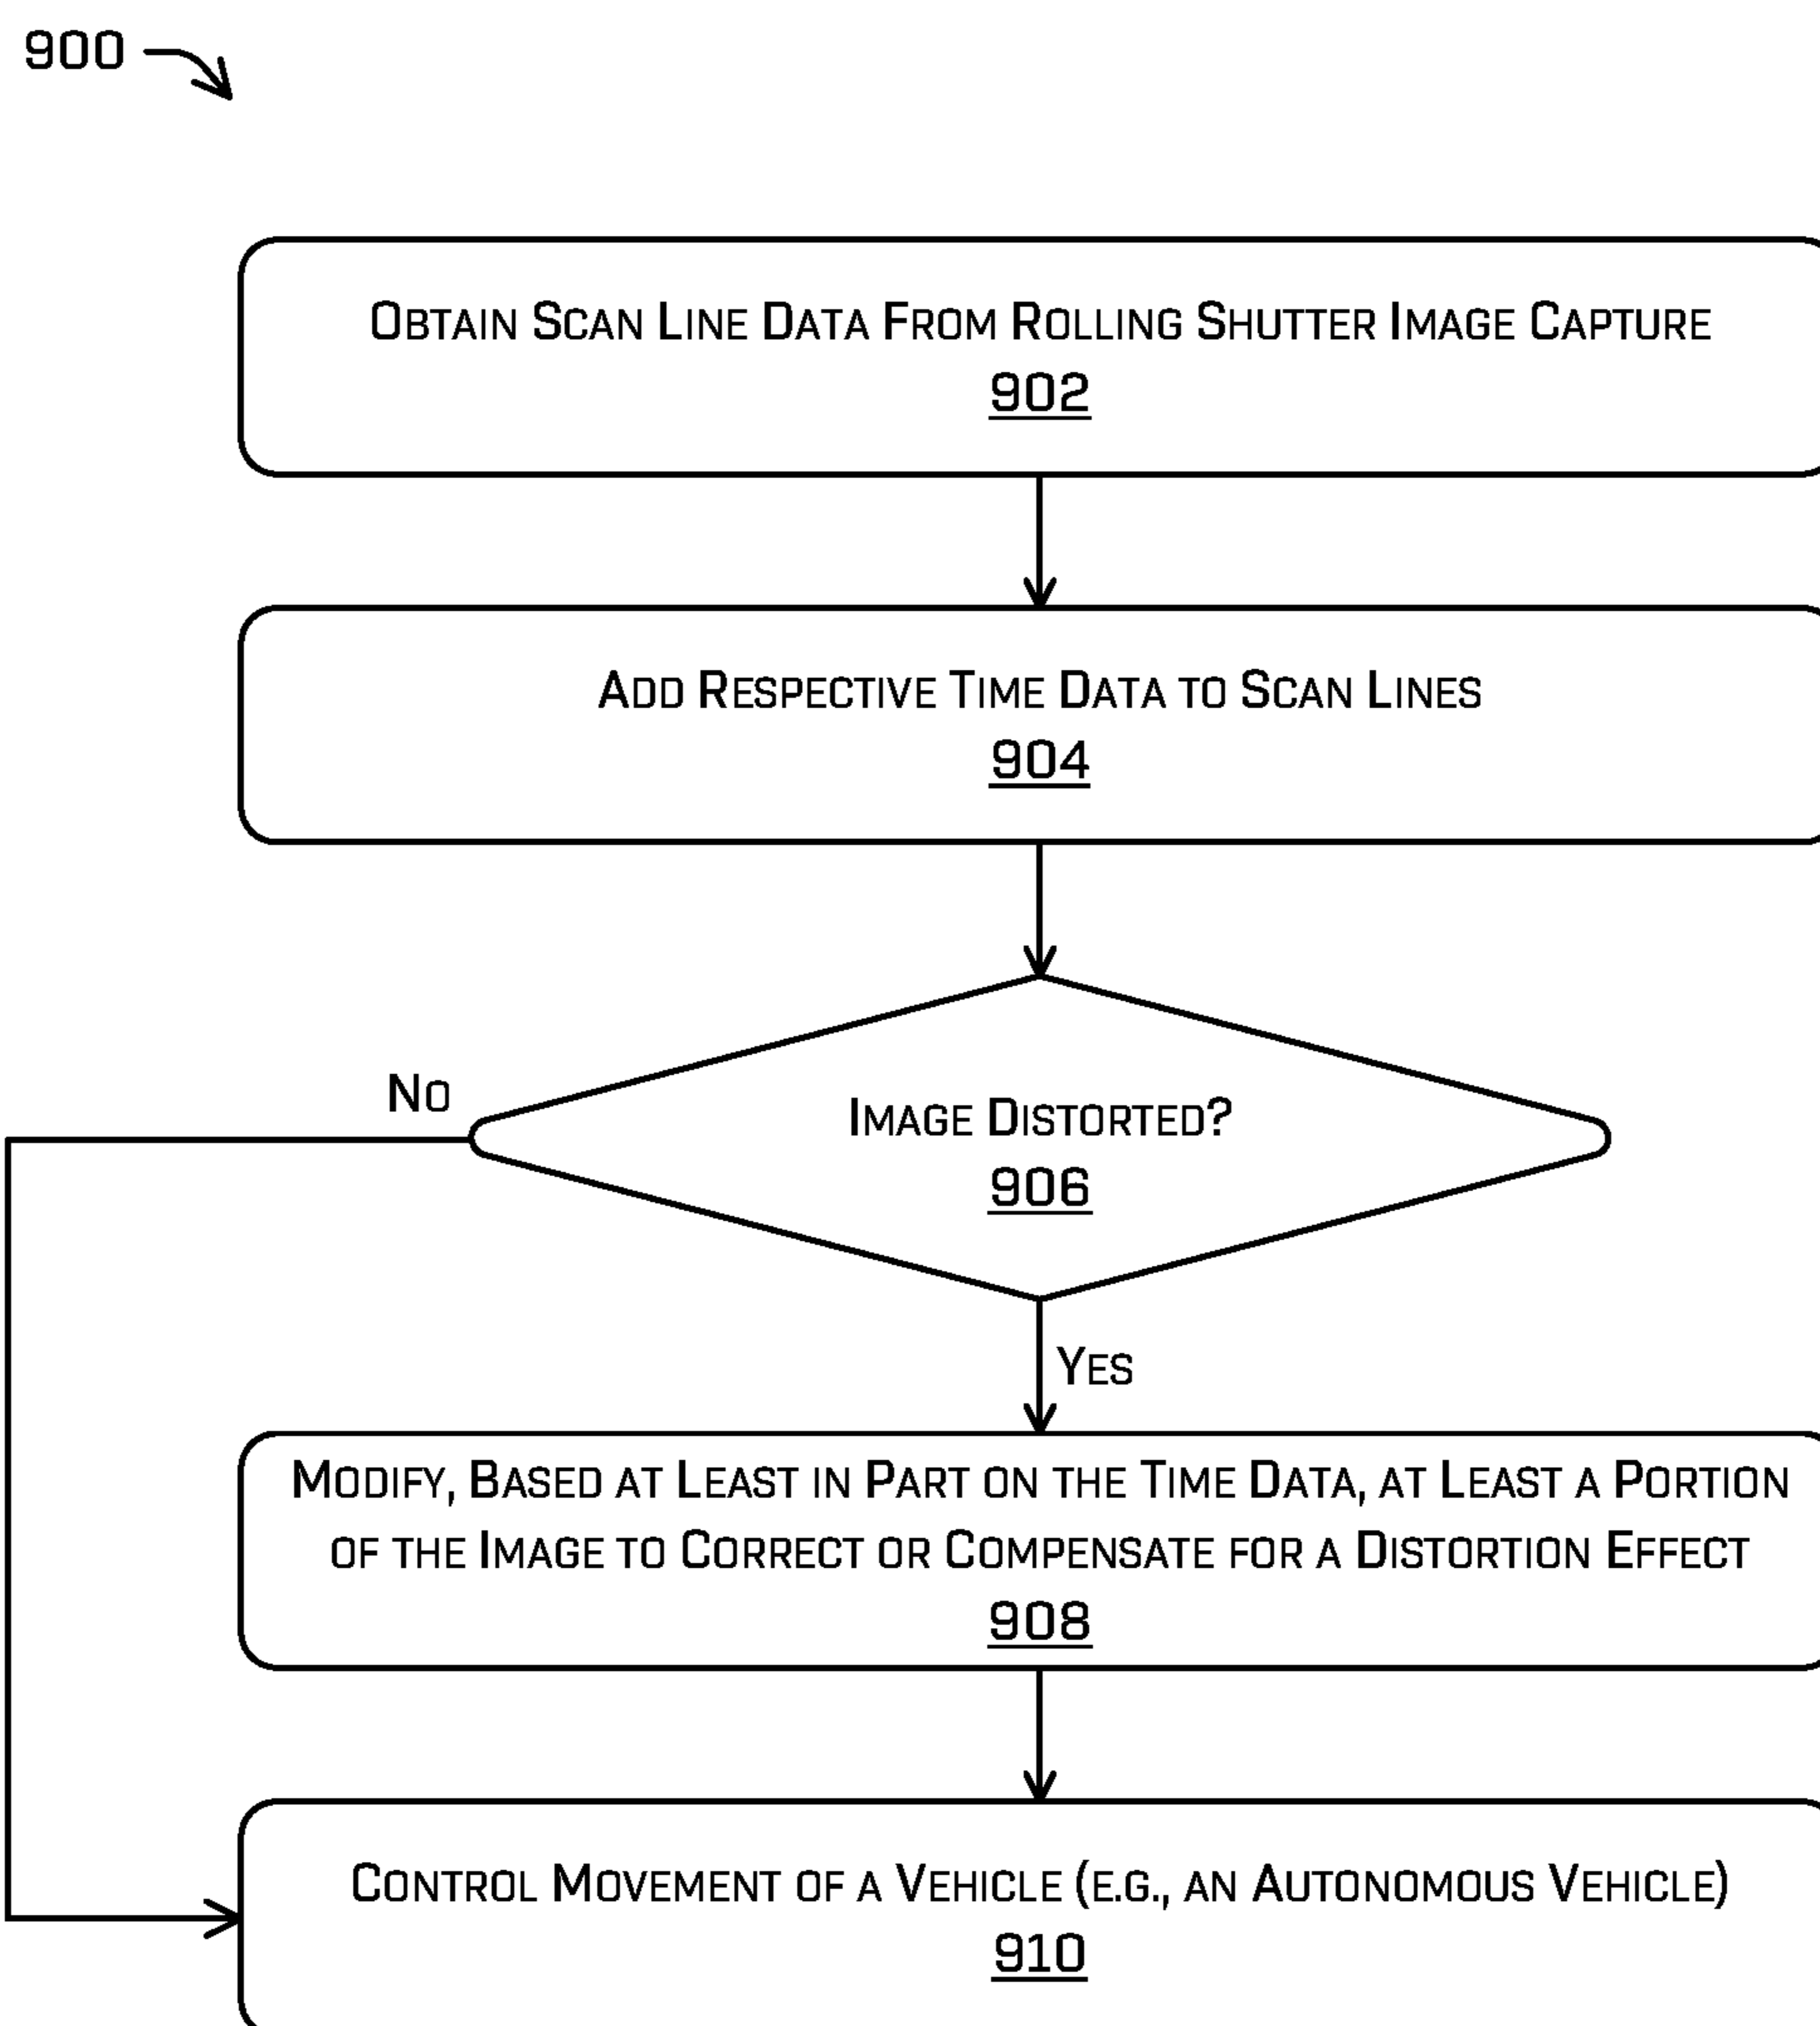 900
Obtain Scan Line Data From Rolling Shutter Image Capture
902
Add Respective Time Data to Scan Lines
904
No
Image Distorted?
906
Yes
Modify, Based at Least in Part on the Time Data, at Least a Portion
of the Image to Correct or Compensate for a Distortion Effect
908
Control Movement of a Vehicle (e.g., an Autonomous Vehicle)
910